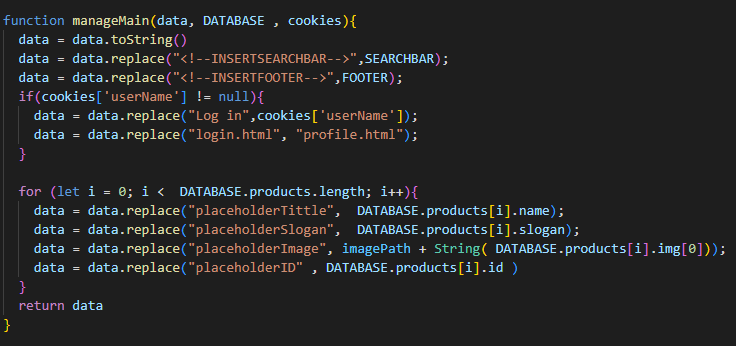 function manageMain(data, DATABASE , cookies){
  data = data.toString()
  data = data.replace("<!--INSERTSEARCHBAR-->",SEARCHBAR);
  data = data.replace("<!--INSERTFOOTER-->",FOOTER);
  if(cookies['userName'] != null){
    data = data.replace("Log in",cookies['userName']);
    data = data.replace("login.html", "profile.html");
  }

  for (let i = 0; i <  DATABASE.products.length; i++){
    data = data.replace("placeholderTittle",  DATABASE.products[i].name);
    data = data.replace("placeholderSlogan",  DATABASE.products[i].slogan);
    data = data.replace("placeholderImage", imagePath + String( DATABASE.products[i].img[0]));
    data = data.replace("placeholderID" , DATABASE.products[i].id )
  }
  return data
}